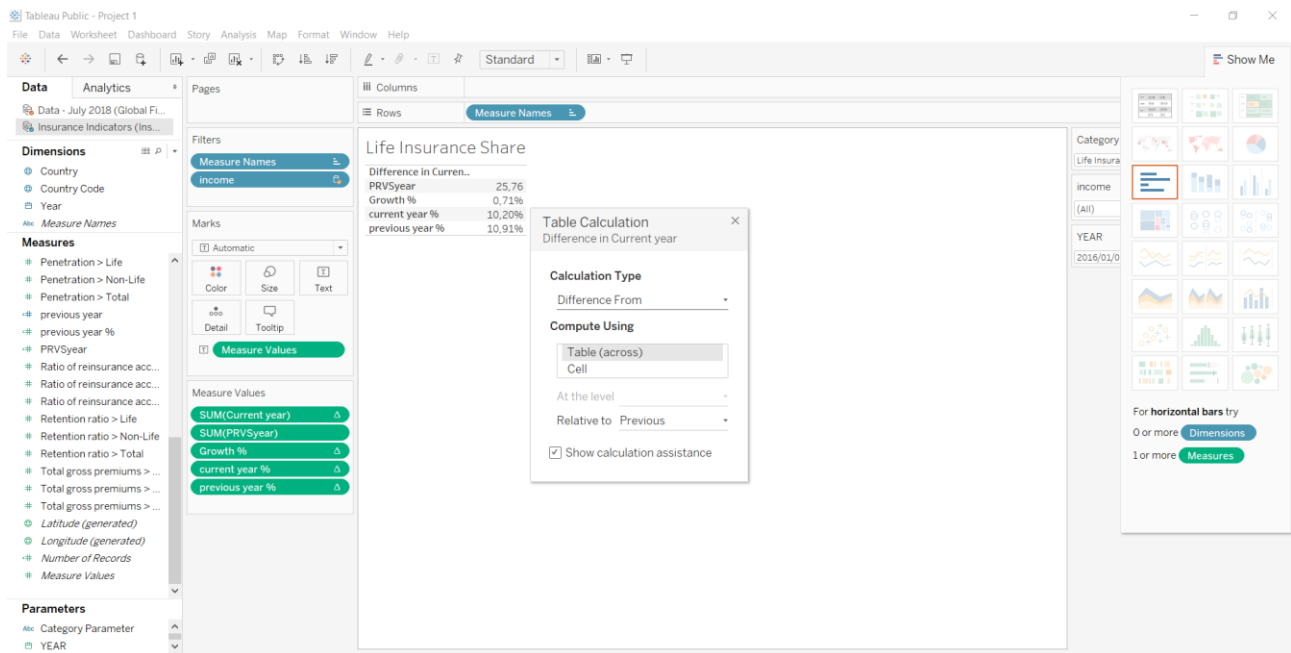 Tableau Public - Project 1
File Data Worksheet Dashboard Story Analysis Map Format Window Help
Standard
Show Me
Data Analytics
Data - July 2018 (Global Fi...
Insurance Indicators (Ins...
Dimensions
Country
Country Code
Year
Abc Measure Names
Measures
# Penetration > Life
# Penetration > Non-Life
# Penetration > Total
previous year
previous year %
PRVSyear
# Ratio of reinsurance acc...
# Ratio of reinsurance acc...
# Ratio of reinsurance acc...
# Retention ratio > Life
# Retention ratio > Non-Life
# Retention ratio > Total
# Total gross premiums > ...
# Total gross premiums > ...
# Total gross premiums > ...
Latitude (generated)
Longitude (generated)
Number of Records
# Measure Values
Parameters
Abc Category Parameter
YEAR
Pages
Filters
Measure Names
income
Marks
Automatic
Color Size Text
Detail Tooltip
Measure Values
Measure Values
SUM(Current year)
SUM(PRVSyear)
Growth %
current year %
previous year %
Columns
Rows Measure Names
Life Insurance Share
Difference in Curren..
PRVSyear 25,76
Growth % 0,71%
current year % 10,20%
previous year % 10,91%
Table Calculation
Difference in Current year
Calculation Type
Difference From
Compute Using
Table (across)
Cell
At the level
Relative to Previous
Show calculation assistance
Category
Life Insura
income
(All)
YEAR
2016/01/0
For horizontal bars try
0 or more Dimensions
1 or more Measures